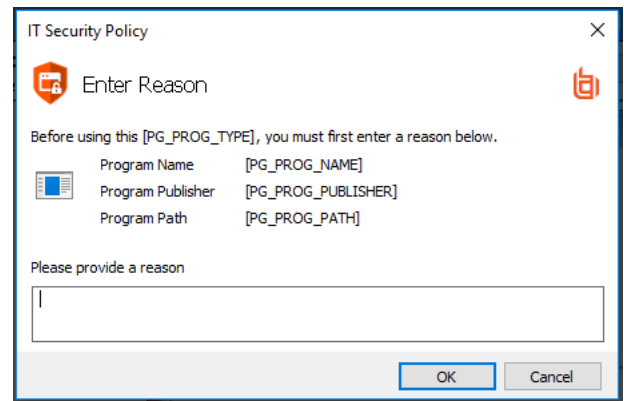 IT Security Policy
Enter Reason
Before using this [PG_PROG_TYPE], you must first enter a reason below.
Program Name [PG_PROG_NAME]
Program Publisher [PG_PROG_PUBLISHER]
Program Path [PG_PROG_PATH]
Please provide a reason
OK Cancel